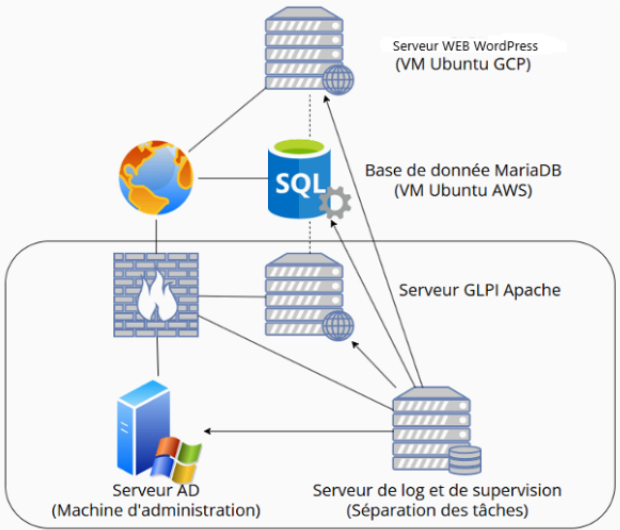 Serveur WEB WordPress
(VM Ubuntu GCP)
SQL
Base de donnée MariaDB
(VM Ubuntu AWS)
Serveur GLPI Apache
Serveur AD
(Machine d'administration)
Serveur de log et de supervision
(Séparation des tâches)